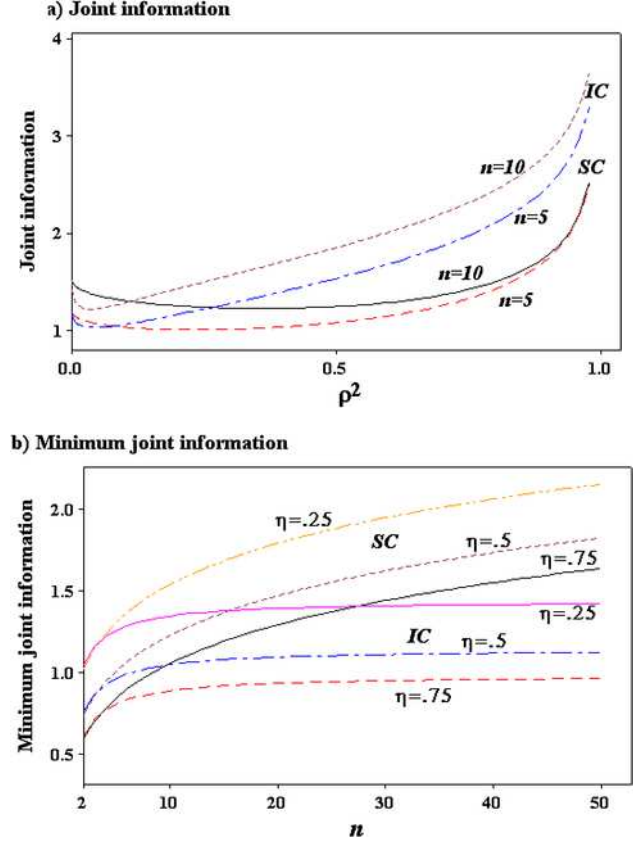 a) Joint information
4
3
2
1
Joint information
IC
SC
n=10
n=5
n=10
n=5
0.0
0.5
1.0
ρ²
b) Minimum joint information
2.0
1.5
1.0
0.5
Minimum joint information
η=.25
SC
η=.5
η=.75
η=.25
IC
η=.5
η=.75
2
10
20
30
40
50
n